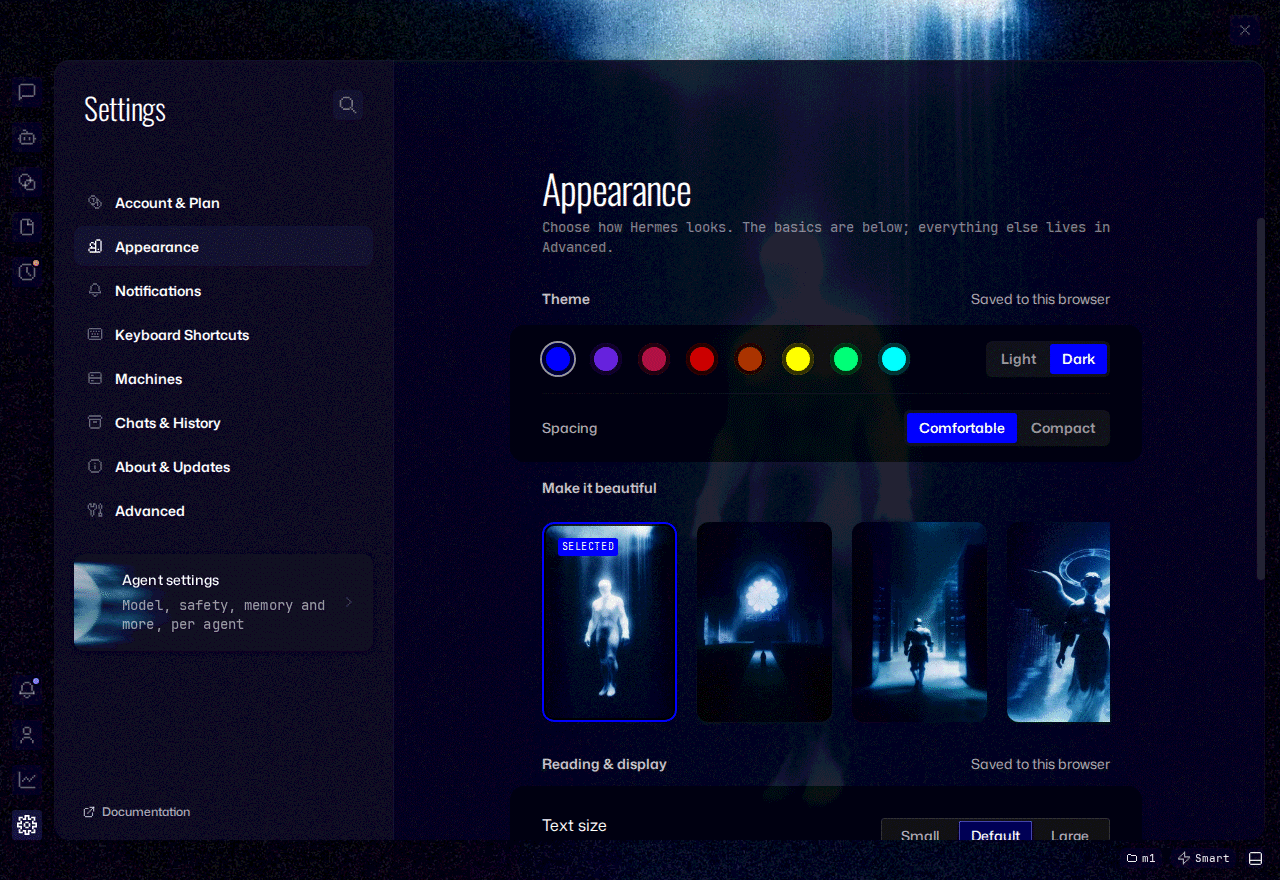 Settings
Account & Plan
Appearance
Notifications
Keyboard Shortcuts
Machines
Chats & History
About & Updates
Advanced
Agent settings
Model, safety, memory and
more, per agent
Documentation
Appearance
Choose how Hermes looks. The basics are below; everything else lives in
Advanced.
Theme
Saved to this browser
Light
Dark
Spacing
Comfortable
Compact
Make it beautiful
SELECTED
Reading & display
Saved to this browser
Text size
Small
Default
Large
m1
Smart